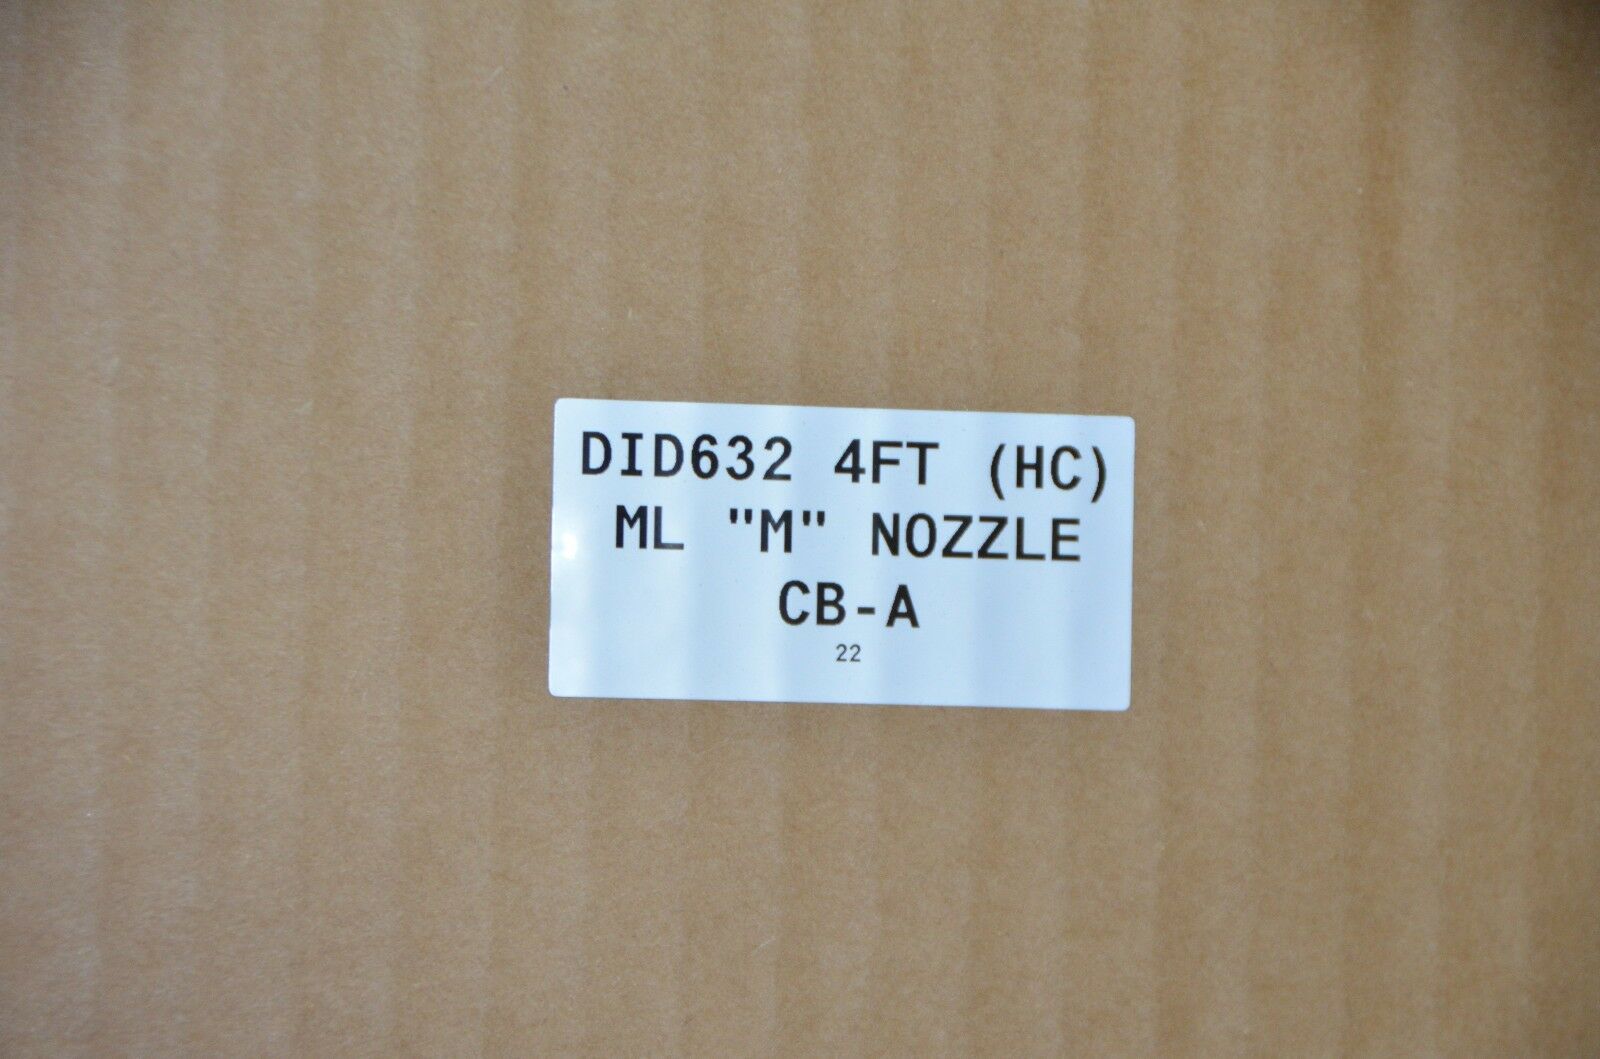 DID632 4FT (HC)
ML "M" NOZZLE
CB-A
22